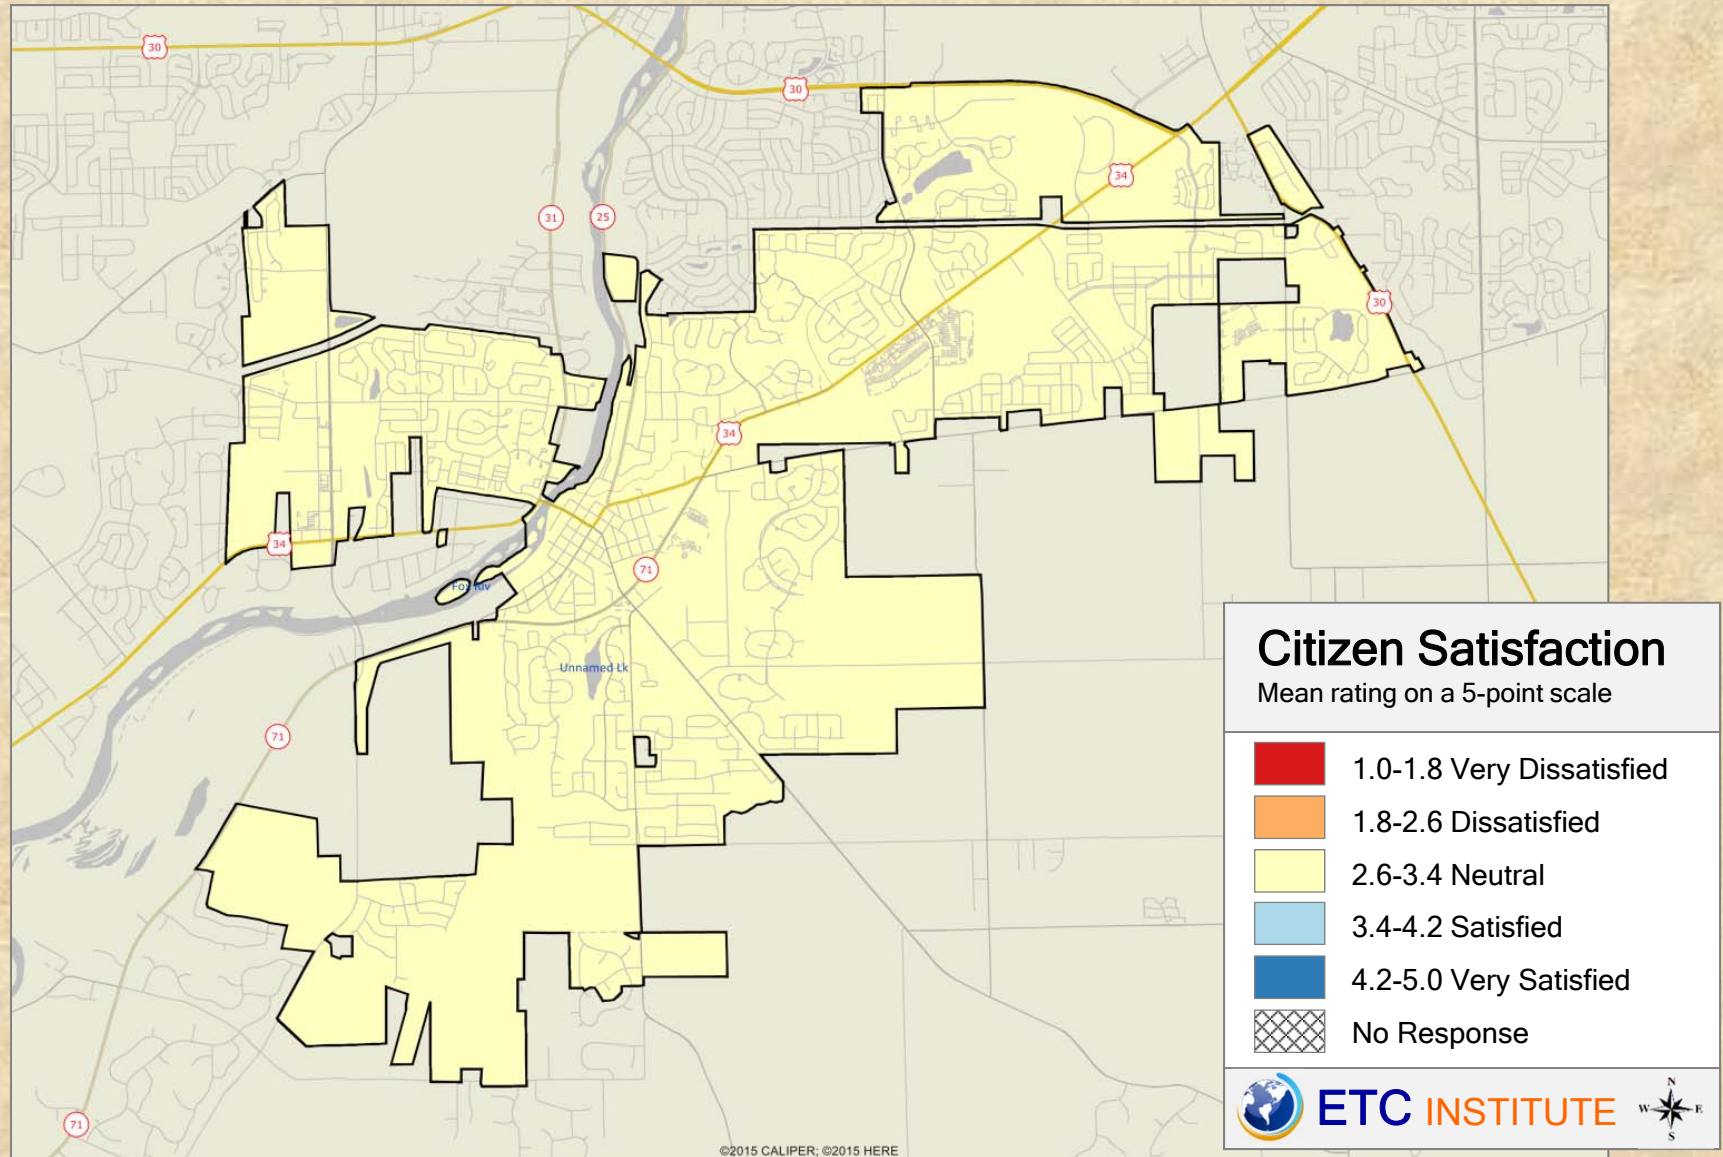 30
30
34
31
25
30
34
34
71
Fox Riv
Unnamed Lk
71
71
Citizen Satisfaction
Mean rating on a 5-point scale
1.0-1.8 Very Dissatisfied
1.8-2.6 Dissatisfied
2.6-3.4 Neutral
3.4-4.2 Satisfied
4.2-5.0 Very Satisfied
No Response
ETC INSTITUTE
N
W E
S
©2015 CALIPER; ©2015 HERE